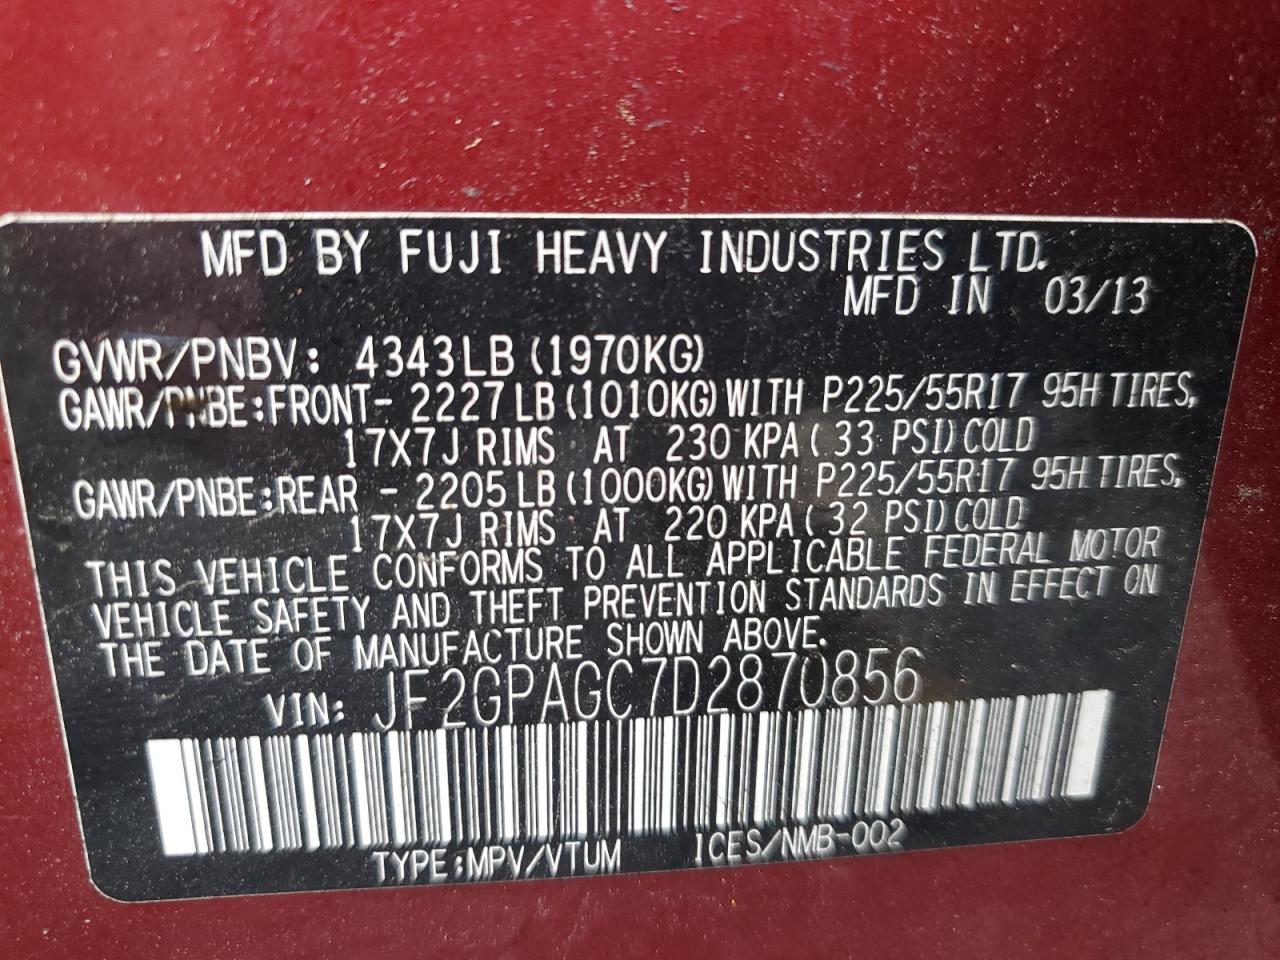 MFD BY FUJI HEAVY INDUSTRIES LTD.
MFD IN 03/13
GVWR/PNBV: 4343LB (1970KG)
GAWR/PNBE:FRONT- 2227LB(1010KG)WITH P225/55R17 95H TIRES,
17X7J RIMS AT 230 KPA( 33 PSI)COLD
GAWR/PNBE:REAR - 2205LB(1000KG)WITH P225/55R17 95H TIRES,
17X7J RIMS AT 220 KPA( 32 PSI)COLD
THIS VEHICLE CONFORMS TO ALL APPLICABLE FEDERAL MOTOR
VEHICLE SAFETY AND THEFT PREVENTION STANDARDS IN EFFECT ON
THE DATE OF MANUFACTURE SHOWN ABOVE.
VIN: JF2GPAGC7D2870856
TYPE:MPV/VTUM ICES/NMB-002